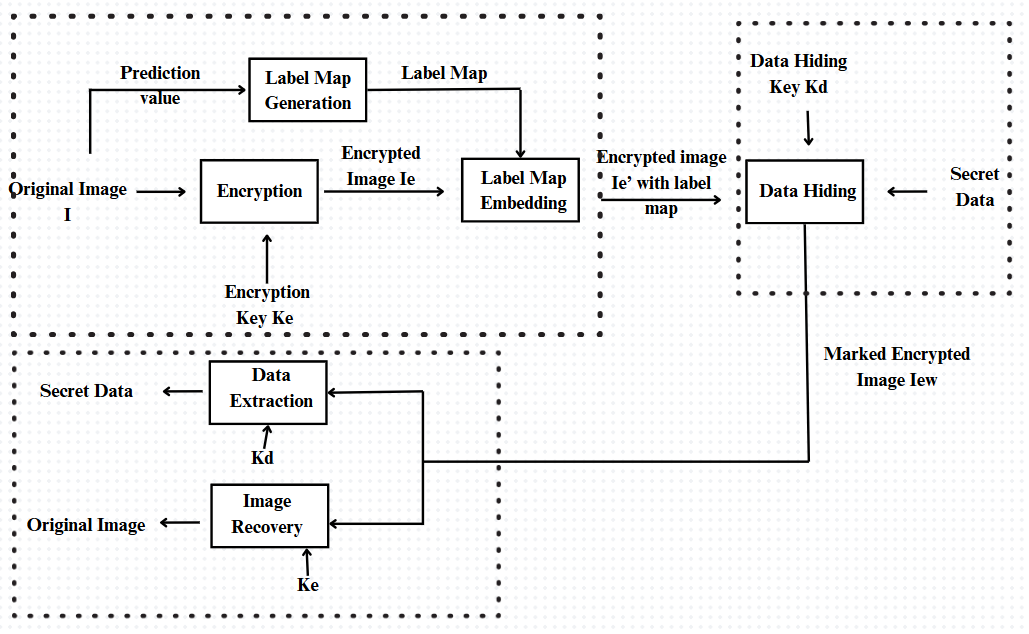 Prediction
value
Label Map
Generation
Label Map
Original Image
I
Encryption
Encrypted
Image Ie
Label Map
Embedding
Encryption
Key Ke
Encrypted image
Ie’ with label
map
Data Hiding
Key Kd
Data Hiding
Secret
Data
Marked Encrypted
Image Iew
Secret Data
Data
Extraction
Kd
Original Image
Image
Recovery
Ke